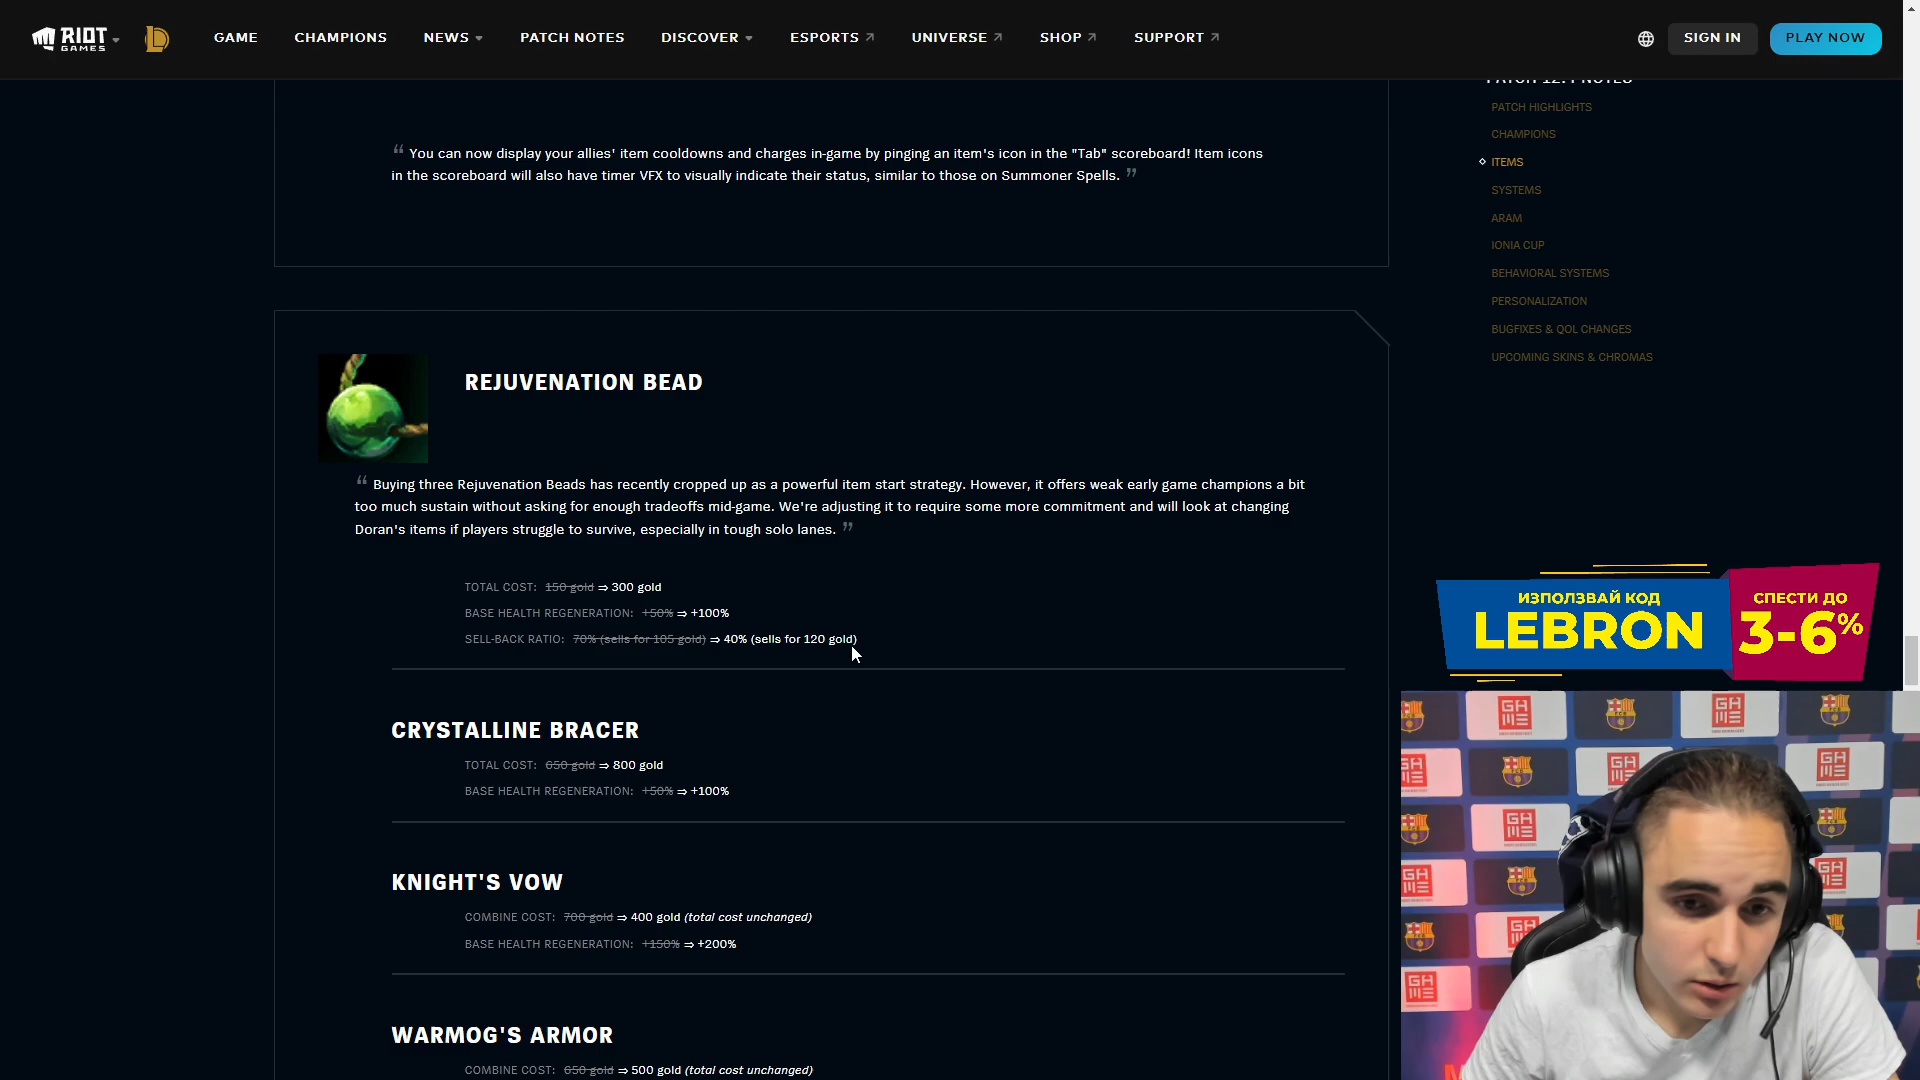 RIOT GAMES
GAME
CHAMPIONS
NEWS
PATCH NOTES
DISCOVER
ESPORTS
UNIVERSE
SHOP
SUPPORT
SIGN IN
PLAY NOW
PATCH HIGHLIGHTS
CHAMPIONS
ITEMS
SYSTEMS
ARAM
IONIA CUP
BEHAVIORAL SYSTEMS
PERSONALIZATION
BUGFIXES & QOL CHANGES
UPCOMING SKINS & CHROMAS
“ You can now display your allies' item cooldowns and charges in-game by pinging an item's icon in the "Tab" scoreboard! Item icons
in the scoreboard will also have timer VFX to visually indicate their status, similar to those on Summoner Spells. ”
REJUVENATION BEAD
“ Buying three Rejuvenation Beads has recently cropped up as a powerful item start strategy. However, it offers weak early game champions a bit
too much sustain without asking for enough tradeoffs mid-game. We're adjusting it to require some more commitment and will look at changing
Doran's items if players struggle to survive, especially in tough solo lanes. ”
TOTAL COST: 150 gold ⇒ 300 gold
BASE HEALTH REGENERATION: +50% ⇒ +100%
SELL-BACK RATIO: 70% (sells for 105 gold) ⇒ 40% (sells for 120 gold)
CRYSTALLINE BRACER
TOTAL COST: 650 gold ⇒ 800 gold
BASE HEALTH REGENERATION: +50% ⇒ +100%
KNIGHT'S VOW
COMBINE COST: 700 gold ⇒ 400 gold (total cost unchanged)
BASE HEALTH REGENERATION: +150% ⇒ +200%
WARMOG'S ARMOR
COMBINE COST: 650 gold ⇒ 500 gold (total cost unchanged)
ИЗПОЛЗВАЙ КОД
LEBRON
СПЕСТИ ДО
3-6%